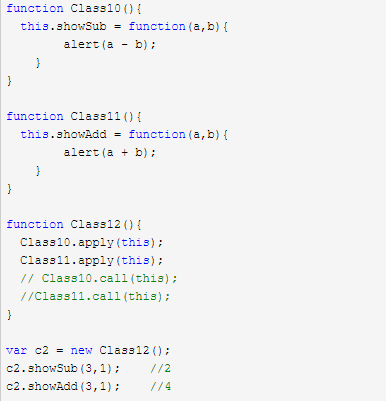 function Class10(){
  this.showSub = function(a,b){
        alert(a - b);
    }
}

function Class11(){
  this.showAdd = function(a,b){
        alert(a + b);
    }
}

function Class12(){
  Class10.apply(this);
  Class11.apply(this);
  // Class10.call(this);
  //Class11.call(this);
}

var c2 = new Class12();
c2.showSub(3,1);    //2
c2.showAdd(3,1);    //4